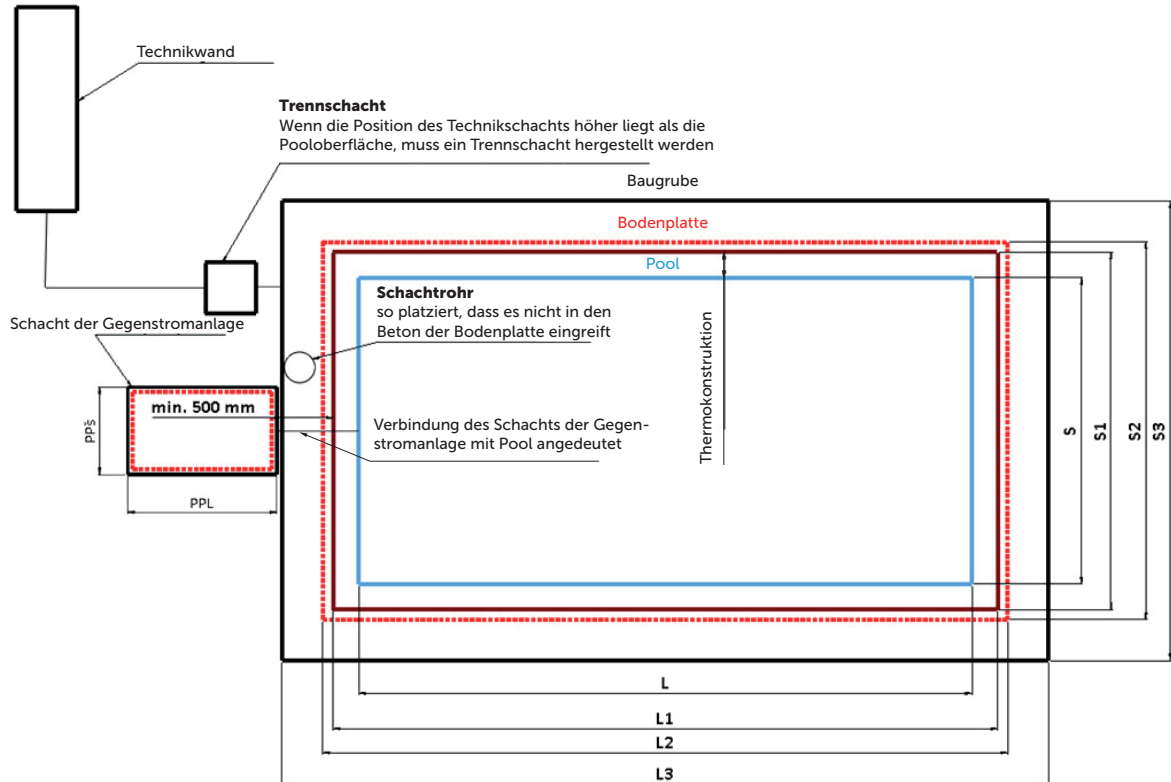 Technikwand
Trennschacht
Wenn die Position des Technikschachts höher liegt als die
Pooloberfläche, muss ein Trennschacht hergestellt werden
Baugrube
Bodenplatte
Pool
Schachtrohr
so platziert, dass es nicht in den
Beton der Bodenplatte eingreift
Schacht der Gegenstromanlage
Thermokonstruktion
min. 500 mm
Verbindung des Schachts der Gegen-
stromanlage mit Pool angedeutet
PPš
PPL
S
S1
S2
S3
L
L1
L2
L3